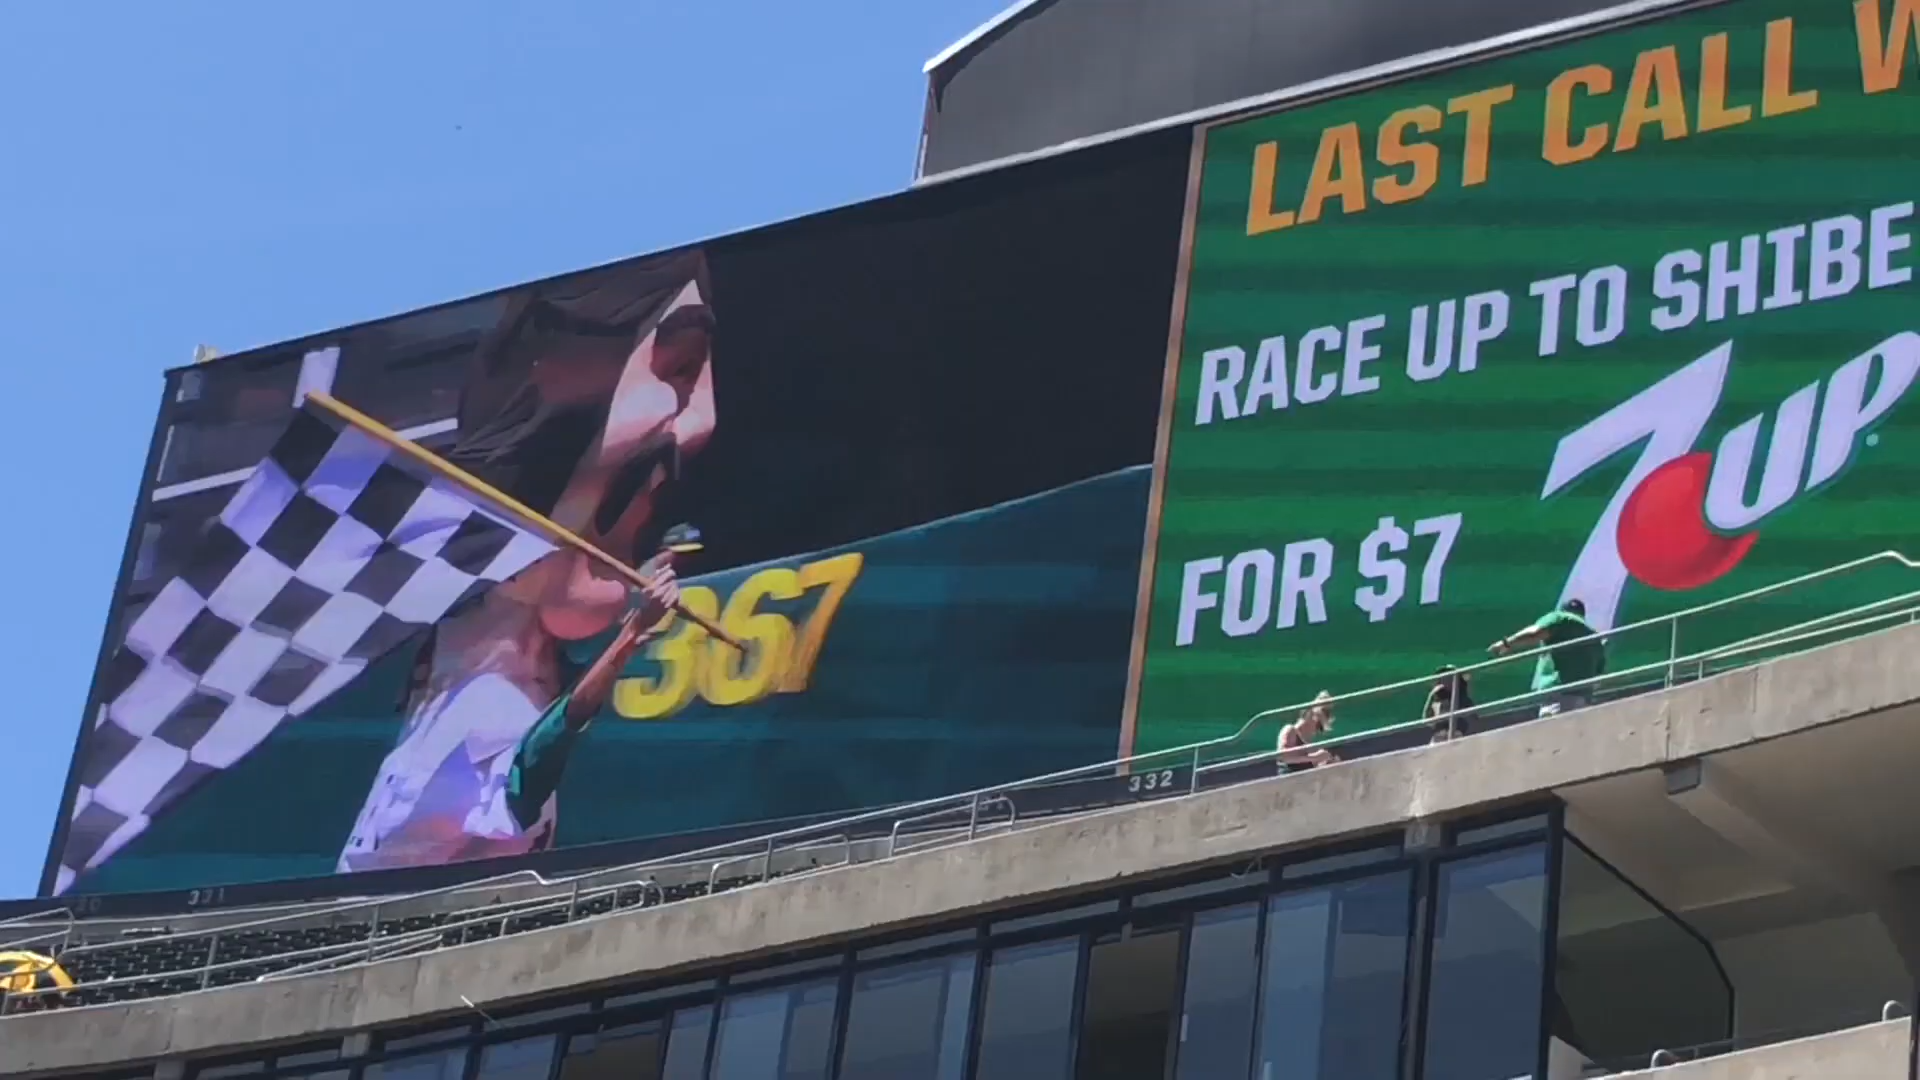 LAST CALL
RACE UP TO SHIBE
7UP
FOR $7
367
332
331